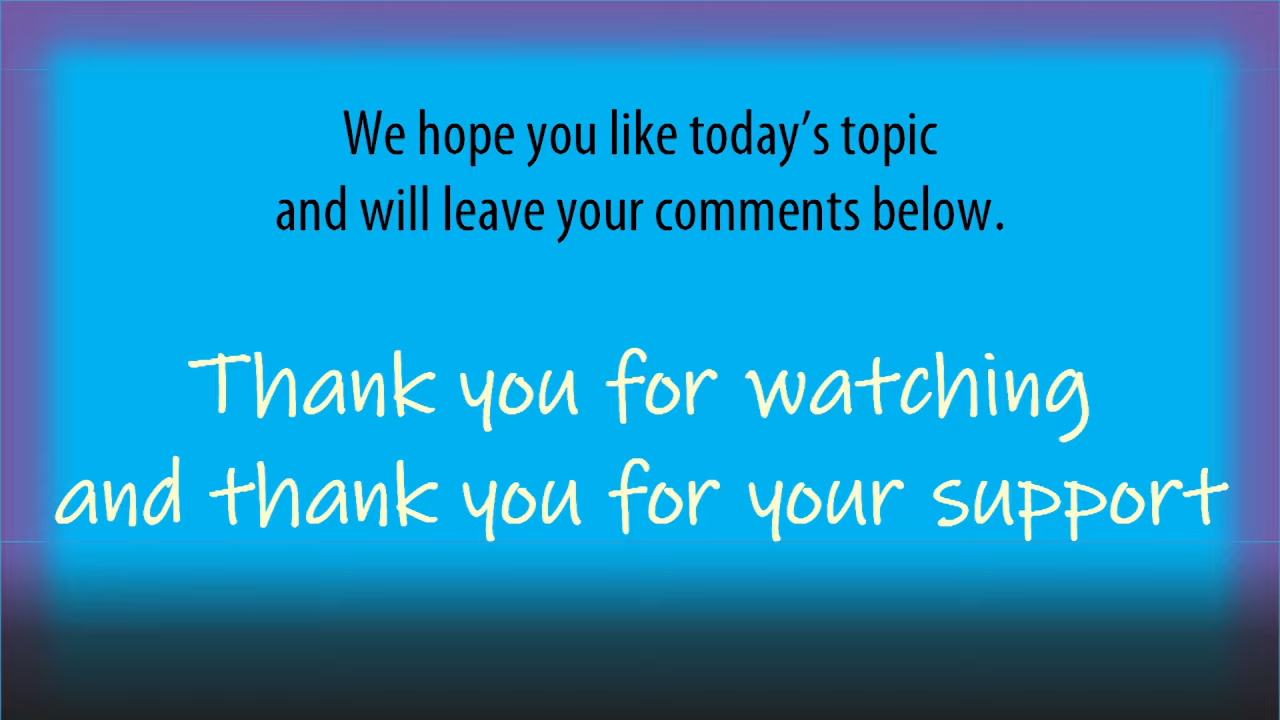 We hope you like today’s topic
and will leave your comments below.
Thank you for watching
and thank you for your support